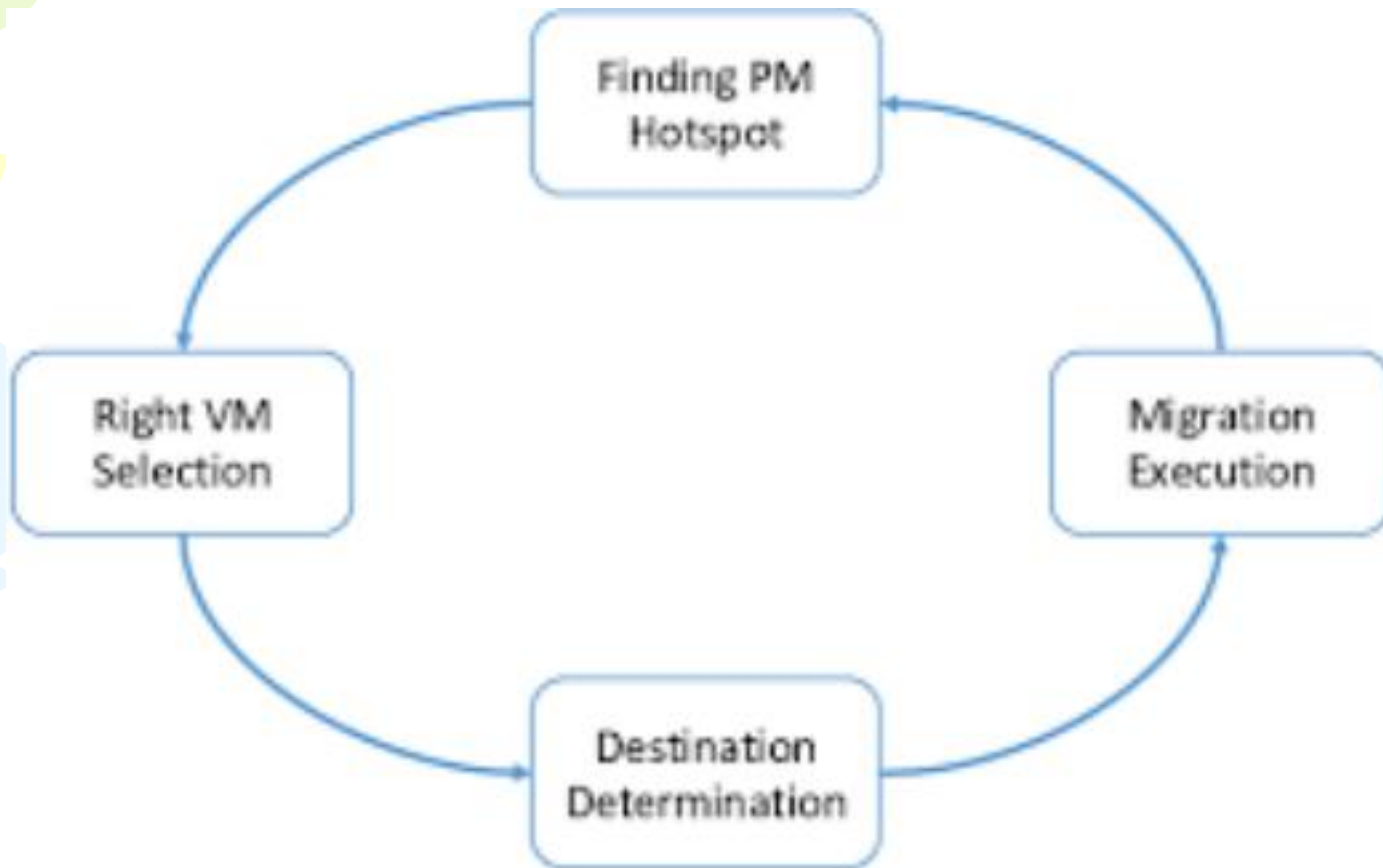 Finding PM
Hotspot
Right VM
Selection
Migration
Execution
Destination
Determination